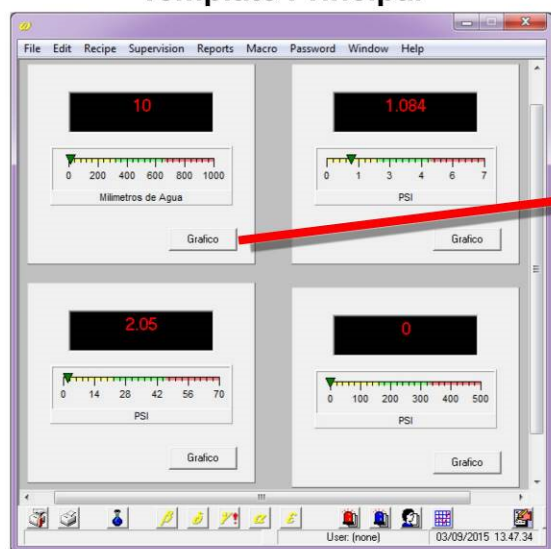 Template Principal
File Edit Recipe Supervision Reports Macro Password Window Help
10
0 200 400 600 800 1000
Milimetros de Agua
Grafico
1.084
0 1 3 4 6 7
PSI
Grafico
2.05
0 14 28 42 56 70
PSI
Grafico
0
0 100 200 300 400 500
PSI
Grafico
β ∂ γ! α ε
User: (none) 03/09/2015 13.47.34